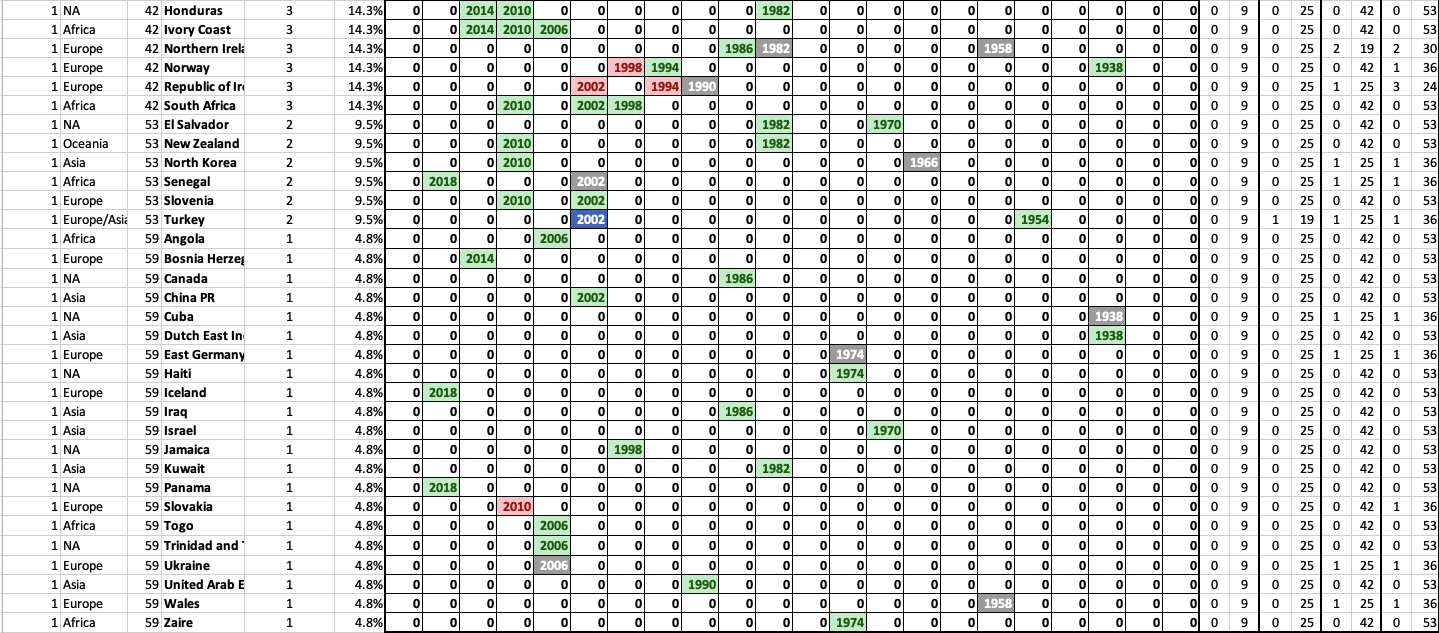 1 NA 42 Honduras 3 14.3% 0 0 2014 2010 0 0 0 0 0 0 1982 0 0 0 0 0 0 0 0 0 0 0 0 9 0 25 0 42 0 53
1 Africa 42 Ivory Coast 3 14.3% 0 0 2014 2010 2006 0 0 0 0 0 0 0 0 0 0 0 0 0 0 0 0 0 0 9 0 25 0 42 0 53
1 Europe 42 Northern Irela 3 14.3% 0 0 0 0 0 0 0 0 0 1986 1982 0 0 0 0 0 1958 0 0 0 0 0 0 9 0 25 2 19 2 30
1 Europe 42 Norway 3 14.3% 0 0 0 0 0 0 1998 1994 0 0 0 0 0 0 0 0 0 0 0 1938 0 0 0 9 0 25 0 42 1 36
1 Europe 42 Republic of Ire 3 14.3% 0 0 0 0 0 2002 0 1994 1990 0 0 0 0 0 0 0 0 0 0 0 0 0 0 9 0 25 1 25 3 24
1 Africa 42 South Africa 3 14.3% 0 0 0 2010 0 2002 1998 0 0 0 0 0 0 0 0 0 0 0 0 0 0 0 0 9 0 25 0 42 0 53
1 NA 53 El Salvador 2 9.5% 0 0 0 0 0 0 0 0 0 0 1982 0 0 1970 0 0 0 0 0 0 0 0 0 9 0 25 0 42 0 53
1 Oceania 53 New Zealand 2 9.5% 0 0 0 2010 0 0 0 0 0 0 1982 0 0 0 0 0 0 0 0 0 0 0 0 9 0 25 0 42 0 53
1 Asia 53 North Korea 2 9.5% 0 0 0 2010 0 0 0 0 0 0 0 0 0 0 1966 0 0 0 0 0 0 0 0 9 0 25 1 25 1 36
1 Africa 53 Senegal 2 9.5% 0 2018 0 0 0 2002 0 0 0 0 0 0 0 0 0 0 0 0 0 0 0 0 0 9 0 25 1 25 1 36
1 Europe 53 Slovenia 2 9.5% 0 0 0 2010 0 2002 0 0 0 0 0 0 0 0 0 0 0 0 0 0 0 0 0 9 0 25 0 42 0 53
1 Europe/Asia 53 Turkey 2 9.5% 0 0 0 0 0 2002 0 0 0 0 0 0 0 0 0 0 0 1954 0 0 0 0 0 9 1 19 1 25 1 36
1 Africa 59 Angola 1 4.8% 0 0 0 0 2006 0 0 0 0 0 0 0 0 0 0 0 0 0 0 0 0 0 0 9 0 25 0 42 0 53
1 Europe 59 Bosnia Herzeg 1 4.8% 0 0 2014 0 0 0 0 0 0 0 0 0 0 0 0 0 0 0 0 0 0 0 0 9 0 25 0 42 0 53
1 NA 59 Canada 1 4.8% 0 0 0 0 0 0 0 0 0 1986 0 0 0 0 0 0 0 0 0 0 0 0 0 9 0 25 0 42 0 53
1 Asia 59 China PR 1 4.8% 0 0 0 0 0 2002 0 0 0 0 0 0 0 0 0 0 0 0 0 0 0 0 0 9 0 25 0 42 0 53
1 NA 59 Cuba 1 4.8% 0 0 0 0 0 0 0 0 0 0 0 0 0 0 0 0 0 0 0 1938 0 0 0 9 0 25 1 25 1 36
1 Asia 59 Dutch East In 1 4.8% 0 0 0 0 0 0 0 0 0 0 0 0 0 0 0 0 0 0 0 1938 0 0 0 9 0 25 0 42 0 53
1 Europe 59 East Germany 1 4.8% 0 0 0 0 0 0 0 0 0 0 0 0 1974 0 0 0 0 0 0 0 0 0 0 9 0 25 1 25 1 36
1 NA 59 Haiti 1 4.8% 0 0 0 0 0 0 0 0 0 0 0 0 1974 0 0 0 0 0 0 0 0 0 0 9 0 25 0 42 0 53
1 Europe 59 Iceland 1 4.8% 0 2018 0 0 0 0 0 0 0 0 0 0 0 0 0 0 0 0 0 0 0 0 0 9 0 25 0 42 0 53
1 Asia 59 Iraq 1 4.8% 0 0 0 0 0 0 0 0 0 1986 0 0 0 0 0 0 0 0 0 0 0 0 0 9 0 25 0 42 0 53
1 Asia 59 Israel 1 4.8% 0 0 0 0 0 0 0 0 0 0 0 0 0 1970 0 0 0 0 0 0 0 0 0 9 0 25 0 42 0 53
1 NA 59 Jamaica 1 4.8% 0 0 0 0 0 0 1998 0 0 0 0 0 0 0 0 0 0 0 0 0 0 0 0 9 0 25 0 42 0 53
1 Asia 59 Kuwait 1 4.8% 0 0 0 0 0 0 0 0 0 0 1982 0 0 0 0 0 0 0 0 0 0 0 0 9 0 25 0 42 0 53
1 NA 59 Panama 1 4.8% 0 2018 0 0 0 0 0 0 0 0 0 0 0 0 0 0 0 0 0 0 0 0 0 9 0 25 0 42 0 53
1 Europe 59 Slovakia 1 4.8% 0 0 0 2010 0 0 0 0 0 0 0 0 0 0 0 0 0 0 0 0 0 0 0 9 0 25 0 42 1 36
1 Africa 59 Togo 1 4.8% 0 0 0 0 2006 0 0 0 0 0 0 0 0 0 0 0 0 0 0 0 0 0 0 9 0 25 0 42 0 53
1 NA 59 Trinidad and T 1 4.8% 0 0 0 0 2006 0 0 0 0 0 0 0 0 0 0 0 0 0 0 0 0 0 0 9 0 25 0 42 0 53
1 Europe 59 Ukraine 1 4.8% 0 0 0 0 2006 0 0 0 0 0 0 0 0 0 0 0 0 0 0 0 0 0 0 9 0 25 1 25 1 36
1 Asia 59 United Arab E 1 4.8% 0 0 0 0 0 0 0 0 1990 0 0 0 0 0 0 0 0 0 0 0 0 0 0 9 0 25 0 42 0 53
1 Europe 59 Wales 1 4.8% 0 0 0 0 0 0 0 0 0 0 0 0 0 0 0 0 1958 0 0 0 0 0 0 9 0 25 1 25 1 36
1 Africa 59 Zaire 1 4.8% 0 0 0 0 0 0 0 0 0 0 0 0 1974 0 0 0 0 0 0 0 0 0 0 9 0 25 0 42 0 53